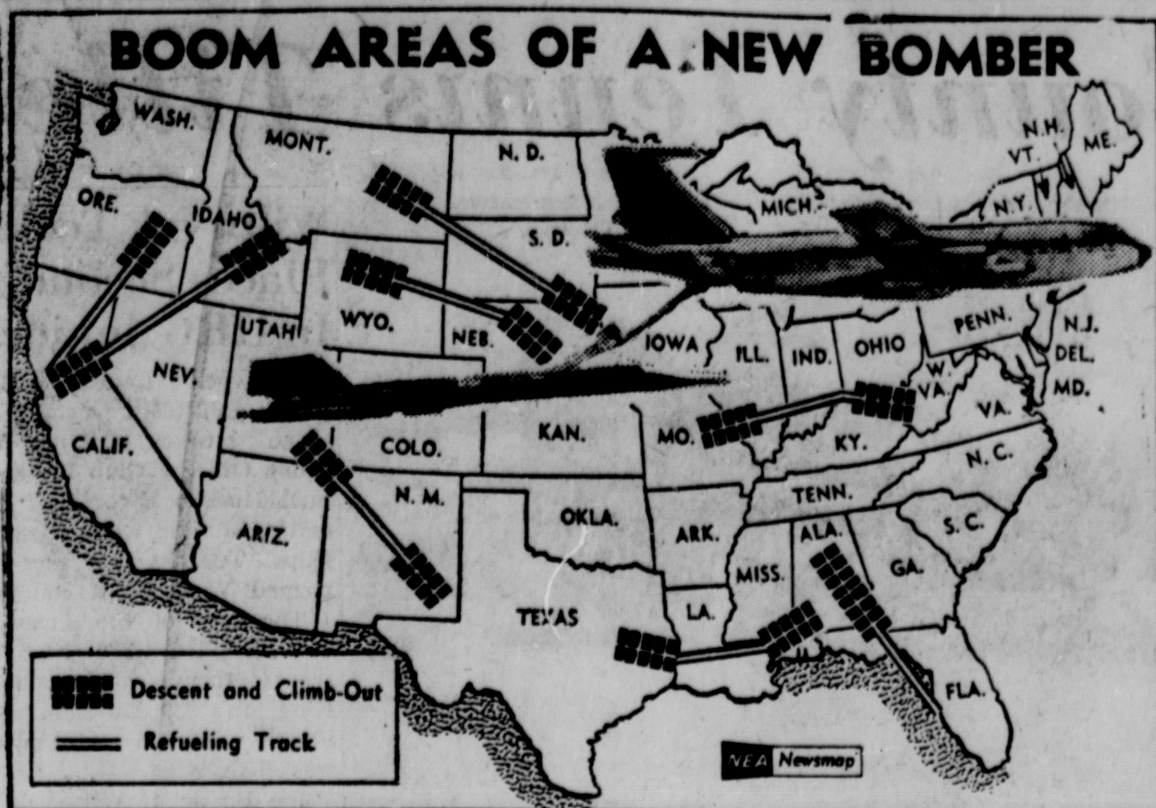 BOOM AREAS OF A NEW BOMBER
WASH.
MONT.
N. D.
N.H.
VT.
ME.
ORE.
IDAHO
MICH.
N.Y.
S. D.
UTAH
WYO.
NEB.
IOWA
ILL.
IND.
OHIO
PENN.
N.J.
DEL.
MD.
NEV.
W.
VA.
VA.
CALIF.
COLO.
KAN.
MO.
KY.
N.C.
N. M.
TENN.
ARIZ.
OKLA.
ARK.
S.C.
ALA.
MISS.
GA.
TEXAS
LA.
FLA.
Descent and Climb-Out
Refueling Track
NEA Newsmap